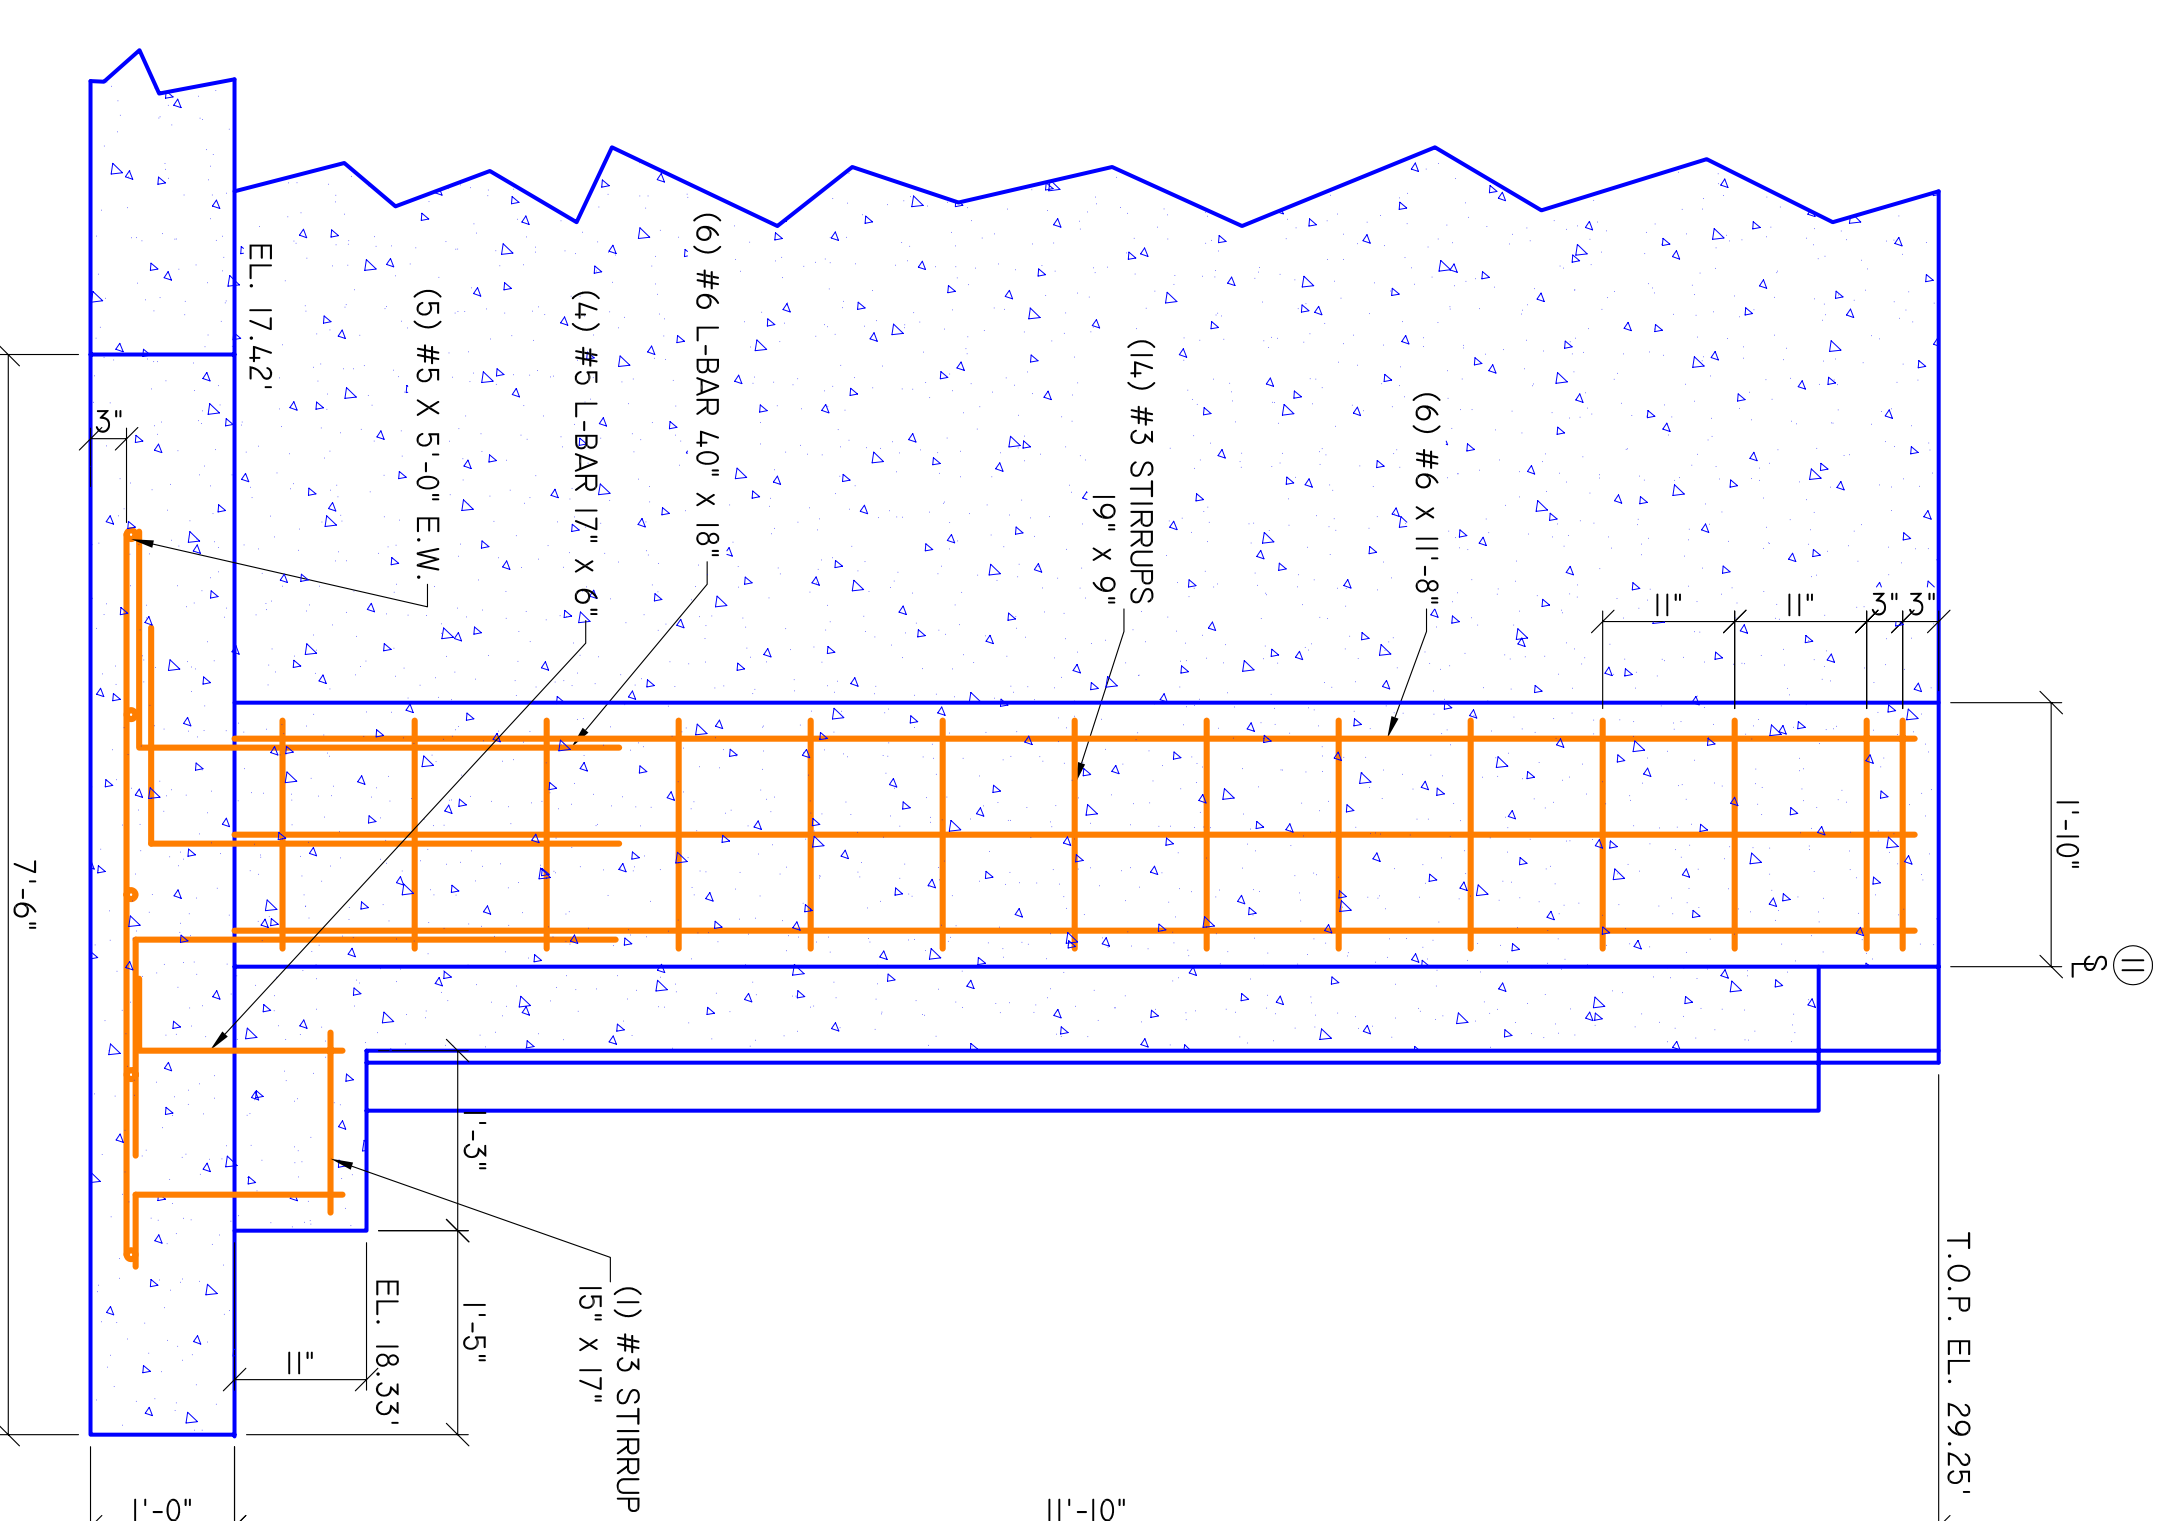 11
S
L
1'-10"
T.O.P. EL. 29.25'
3"
3"
11"
11"
(6) #6 x 11'-8"
(14) #3 STIRRUPS
19" x 9"
11'-10"
(6) #6 L-BAR 40" x 18"
(4) #5 L-BAR 17" x 6"
(5) #5 X 5'-0" E.W.
(1) #3 STIRRUP
15" x 17"
1'-3"
1'-5"
EL. 18.33'
11"
EL. 17.42'
3"
1'-0"
7'-6"